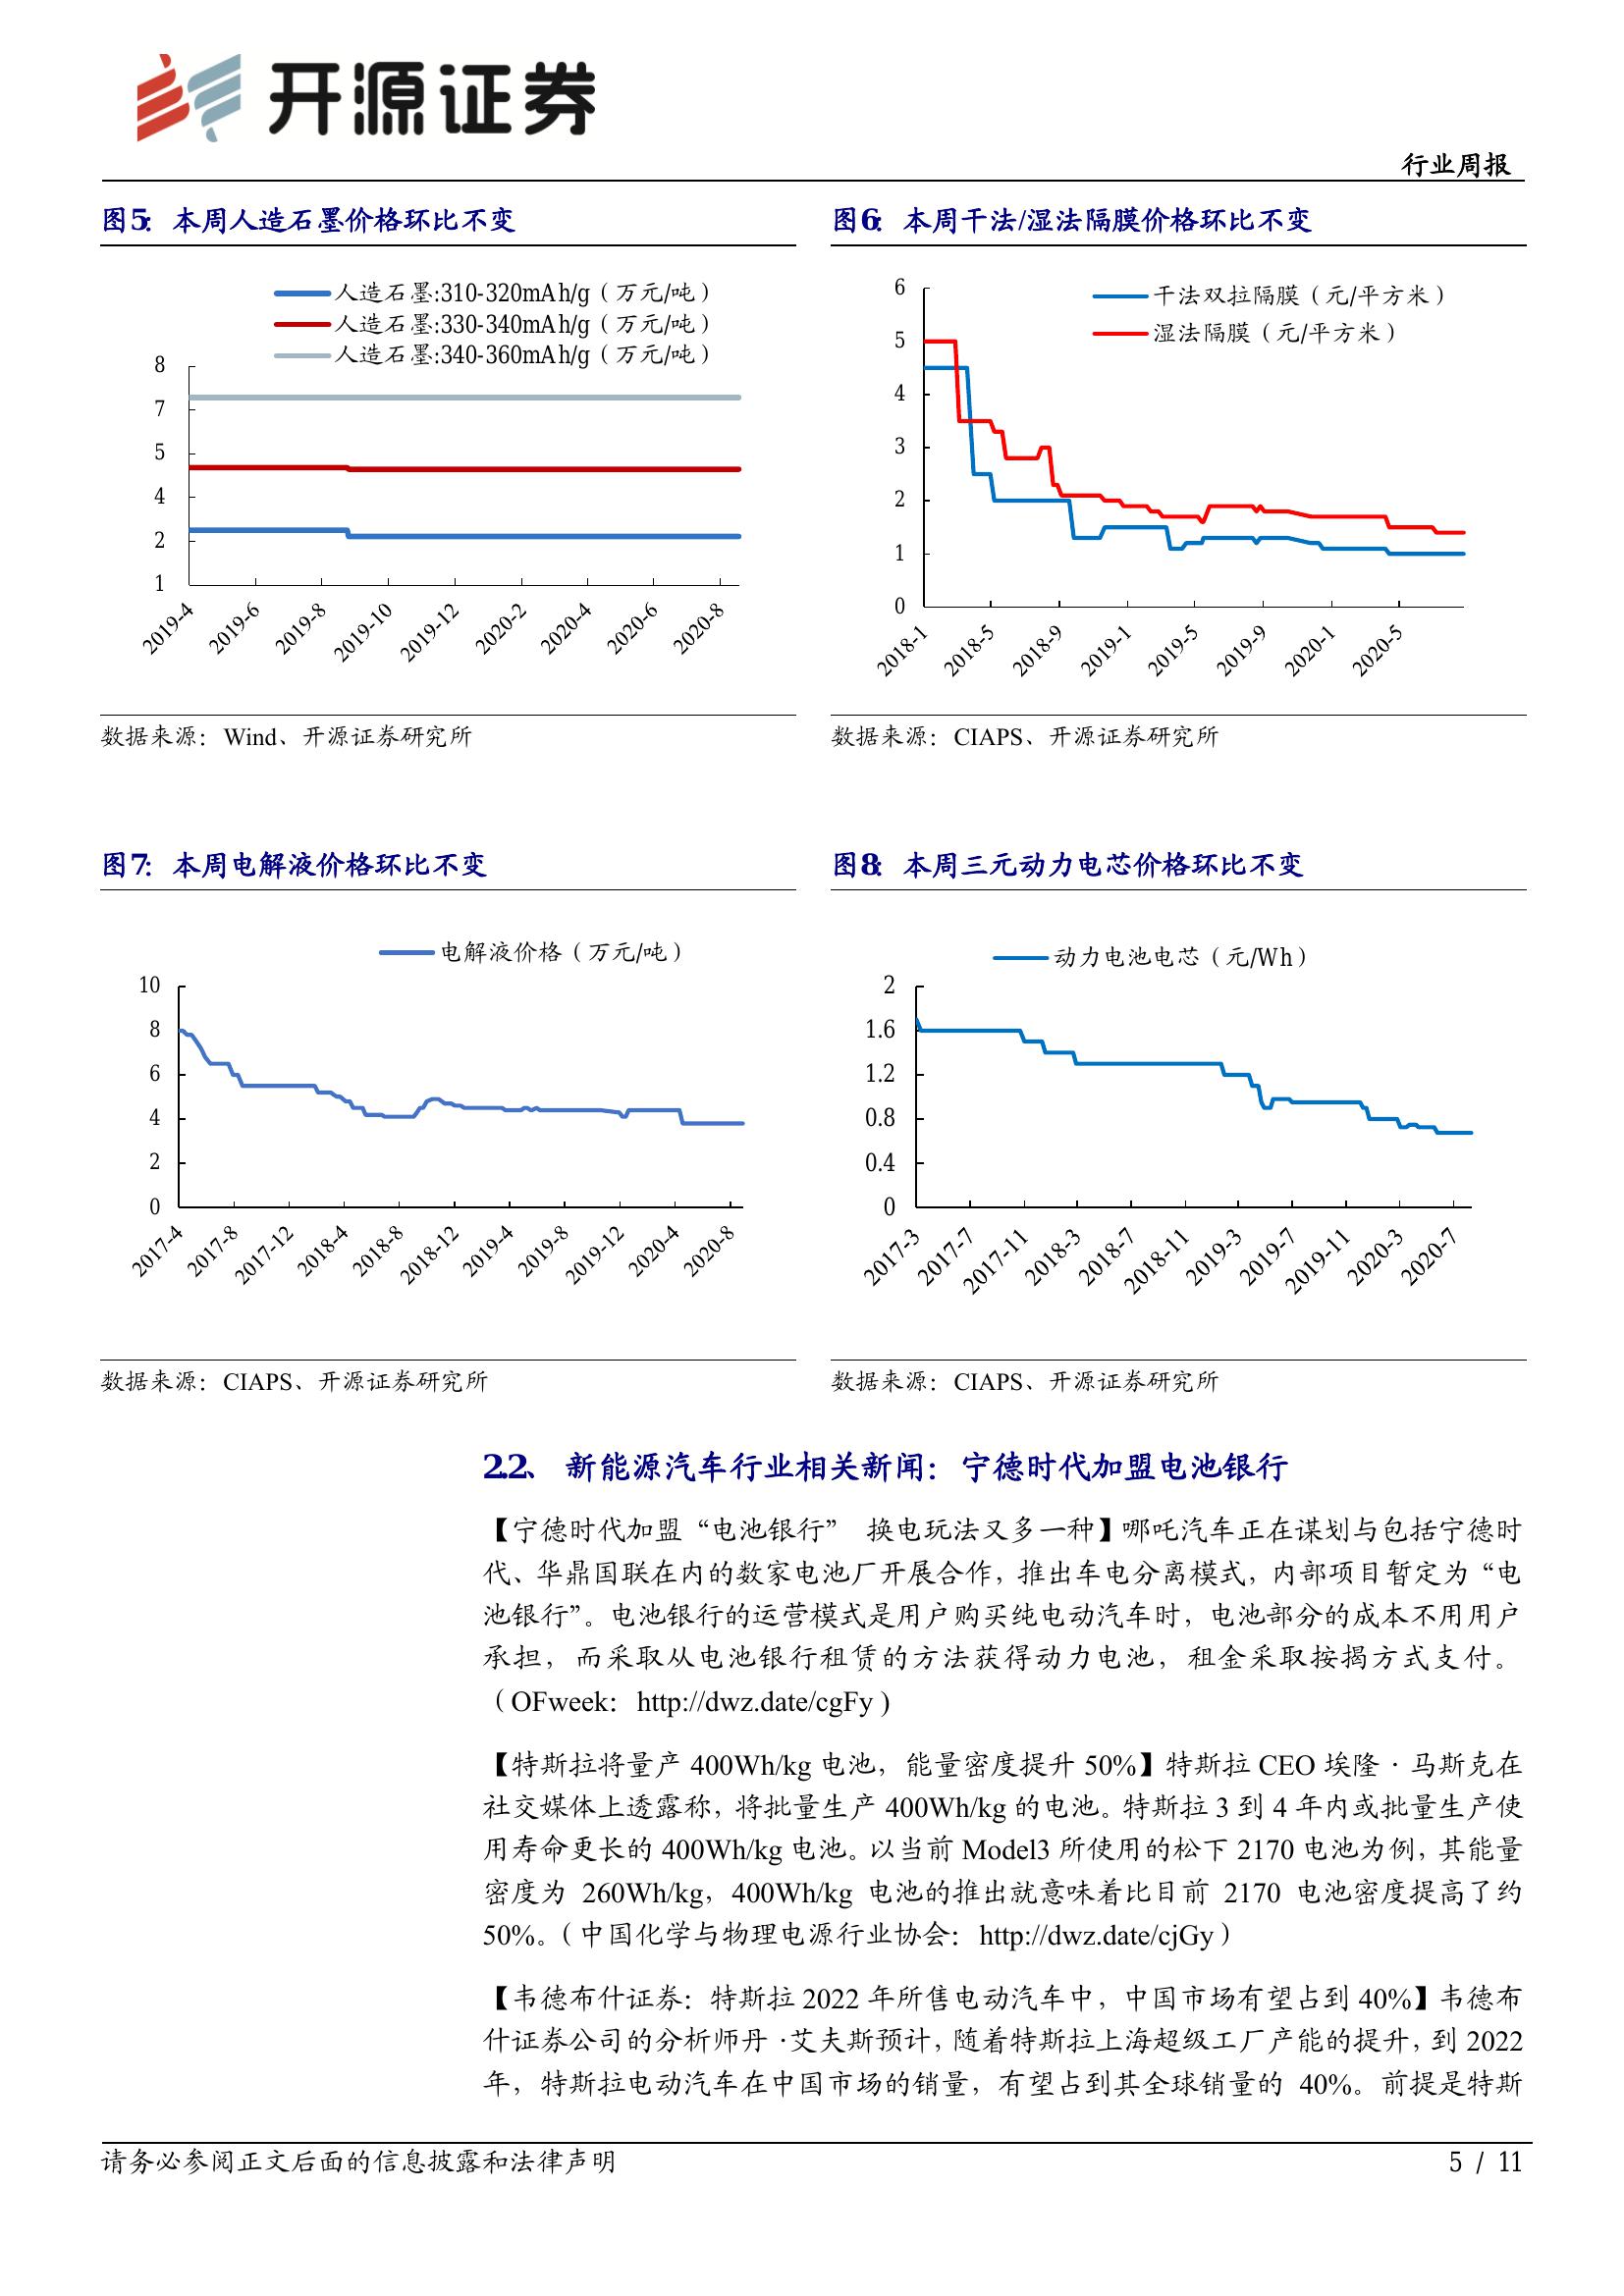 开源证券
行业周报
图5： 本周人造石墨价格环比不变
人造石墨:310-320mAh/g（万元/吨）
人造石墨:330-340mAh/g（万元/吨）
人造石墨:340-360mAh/g（万元/吨）
8
7
5
4
2
1
2019-4 2019-6 2019-8 2019-10 2019-12 2020-2 2020-4 2020-6 2020-8
数据来源：Wind、开源证券研究所
图6： 本周干法/湿法隔膜价格环比不变
干法双拉隔膜（元/平方米）
湿法隔膜（元/平方米）
6
5
4
3
2
1
0
2018-1 2018-5 2018-9 2019-1 2019-5 2019-9 2020-1 2020-5
数据来源：CIAPS、开源证券研究所
图7： 本周电解液价格环比不变
电解液价格（万元/吨）
10
8
6
4
2
0
2017-4 2017-8 2017-12 2018-4 2018-8 2018-12 2019-4 2019-8 2019-12 2020-4 2020-8
数据来源：CIAPS、开源证券研究所
图8： 本周三元动力电芯价格环比不变
动力电池电芯（元/Wh）
2
1.6
1.2
0.8
0.4
0
2017-3 2017-7 2017-11 2018-3 2018-7 2018-11 2019-3 2019-7 2019-11 2020-3 2020-7
数据来源：CIAPS、开源证券研究所
2.2、 新能源汽车行业相关新闻：宁德时代加盟电池银行
【宁德时代加盟“电池银行” 换电玩法又多一种】哪吒汽车正在谋划与包括宁德时
代、华鼎国联在内的数家电池厂开展合作，推出车电分离模式，内部项目暂定为“电
池银行”。电池银行的运营模式是用户购买纯电动汽车时，电池部分的成本不用用户
承担，而采取从电池银行租赁的方法获得动力电池，租金采取按揭方式支付。
（OFweek：http://dwz.date/cgFy）
【特斯拉将量产 400Wh/kg 电池，能量密度提升 50%】特斯拉 CEO 埃隆·马斯克在
社交媒体上透露称，将批量生产 400Wh/kg 的电池。特斯拉 3 到 4 年内或批量生产使
用寿命更长的 400Wh/kg 电池。以当前 Model3 所使用的松下 2170 电池为例，其能量
密度为 260Wh/kg，400Wh/kg 电池的推出就意味着比目前 2170 电池密度提高了约
50%。（中国化学与物理电源行业协会：http://dwz.date/cjGy）
【韦德布什证券：特斯拉 2022 年所售电动汽车中，中国市场有望占到 40%】韦德布
什证券公司的分析师丹·艾夫斯预计，随着特斯拉上海超级工厂产能的提升，到 2022
年，特斯拉电动汽车在中国市场的销量，有望占到其全球销量的 40%。前提是特斯
请务必参阅正文后面的信息披露和法律声明
5 / 11